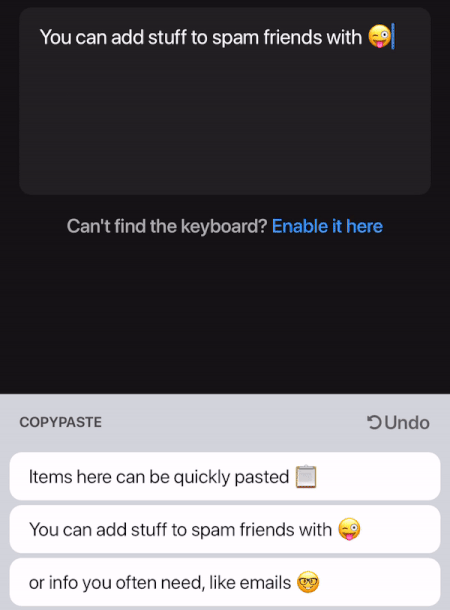 You can add stuff to spam friends with 😜
Can't find the keyboard? Enable it here
COPYPASTE
Undo
Items here can be quickly pasted 📋
You can add stuff to spam friends with 😜
or info you often need, like emails 🤓